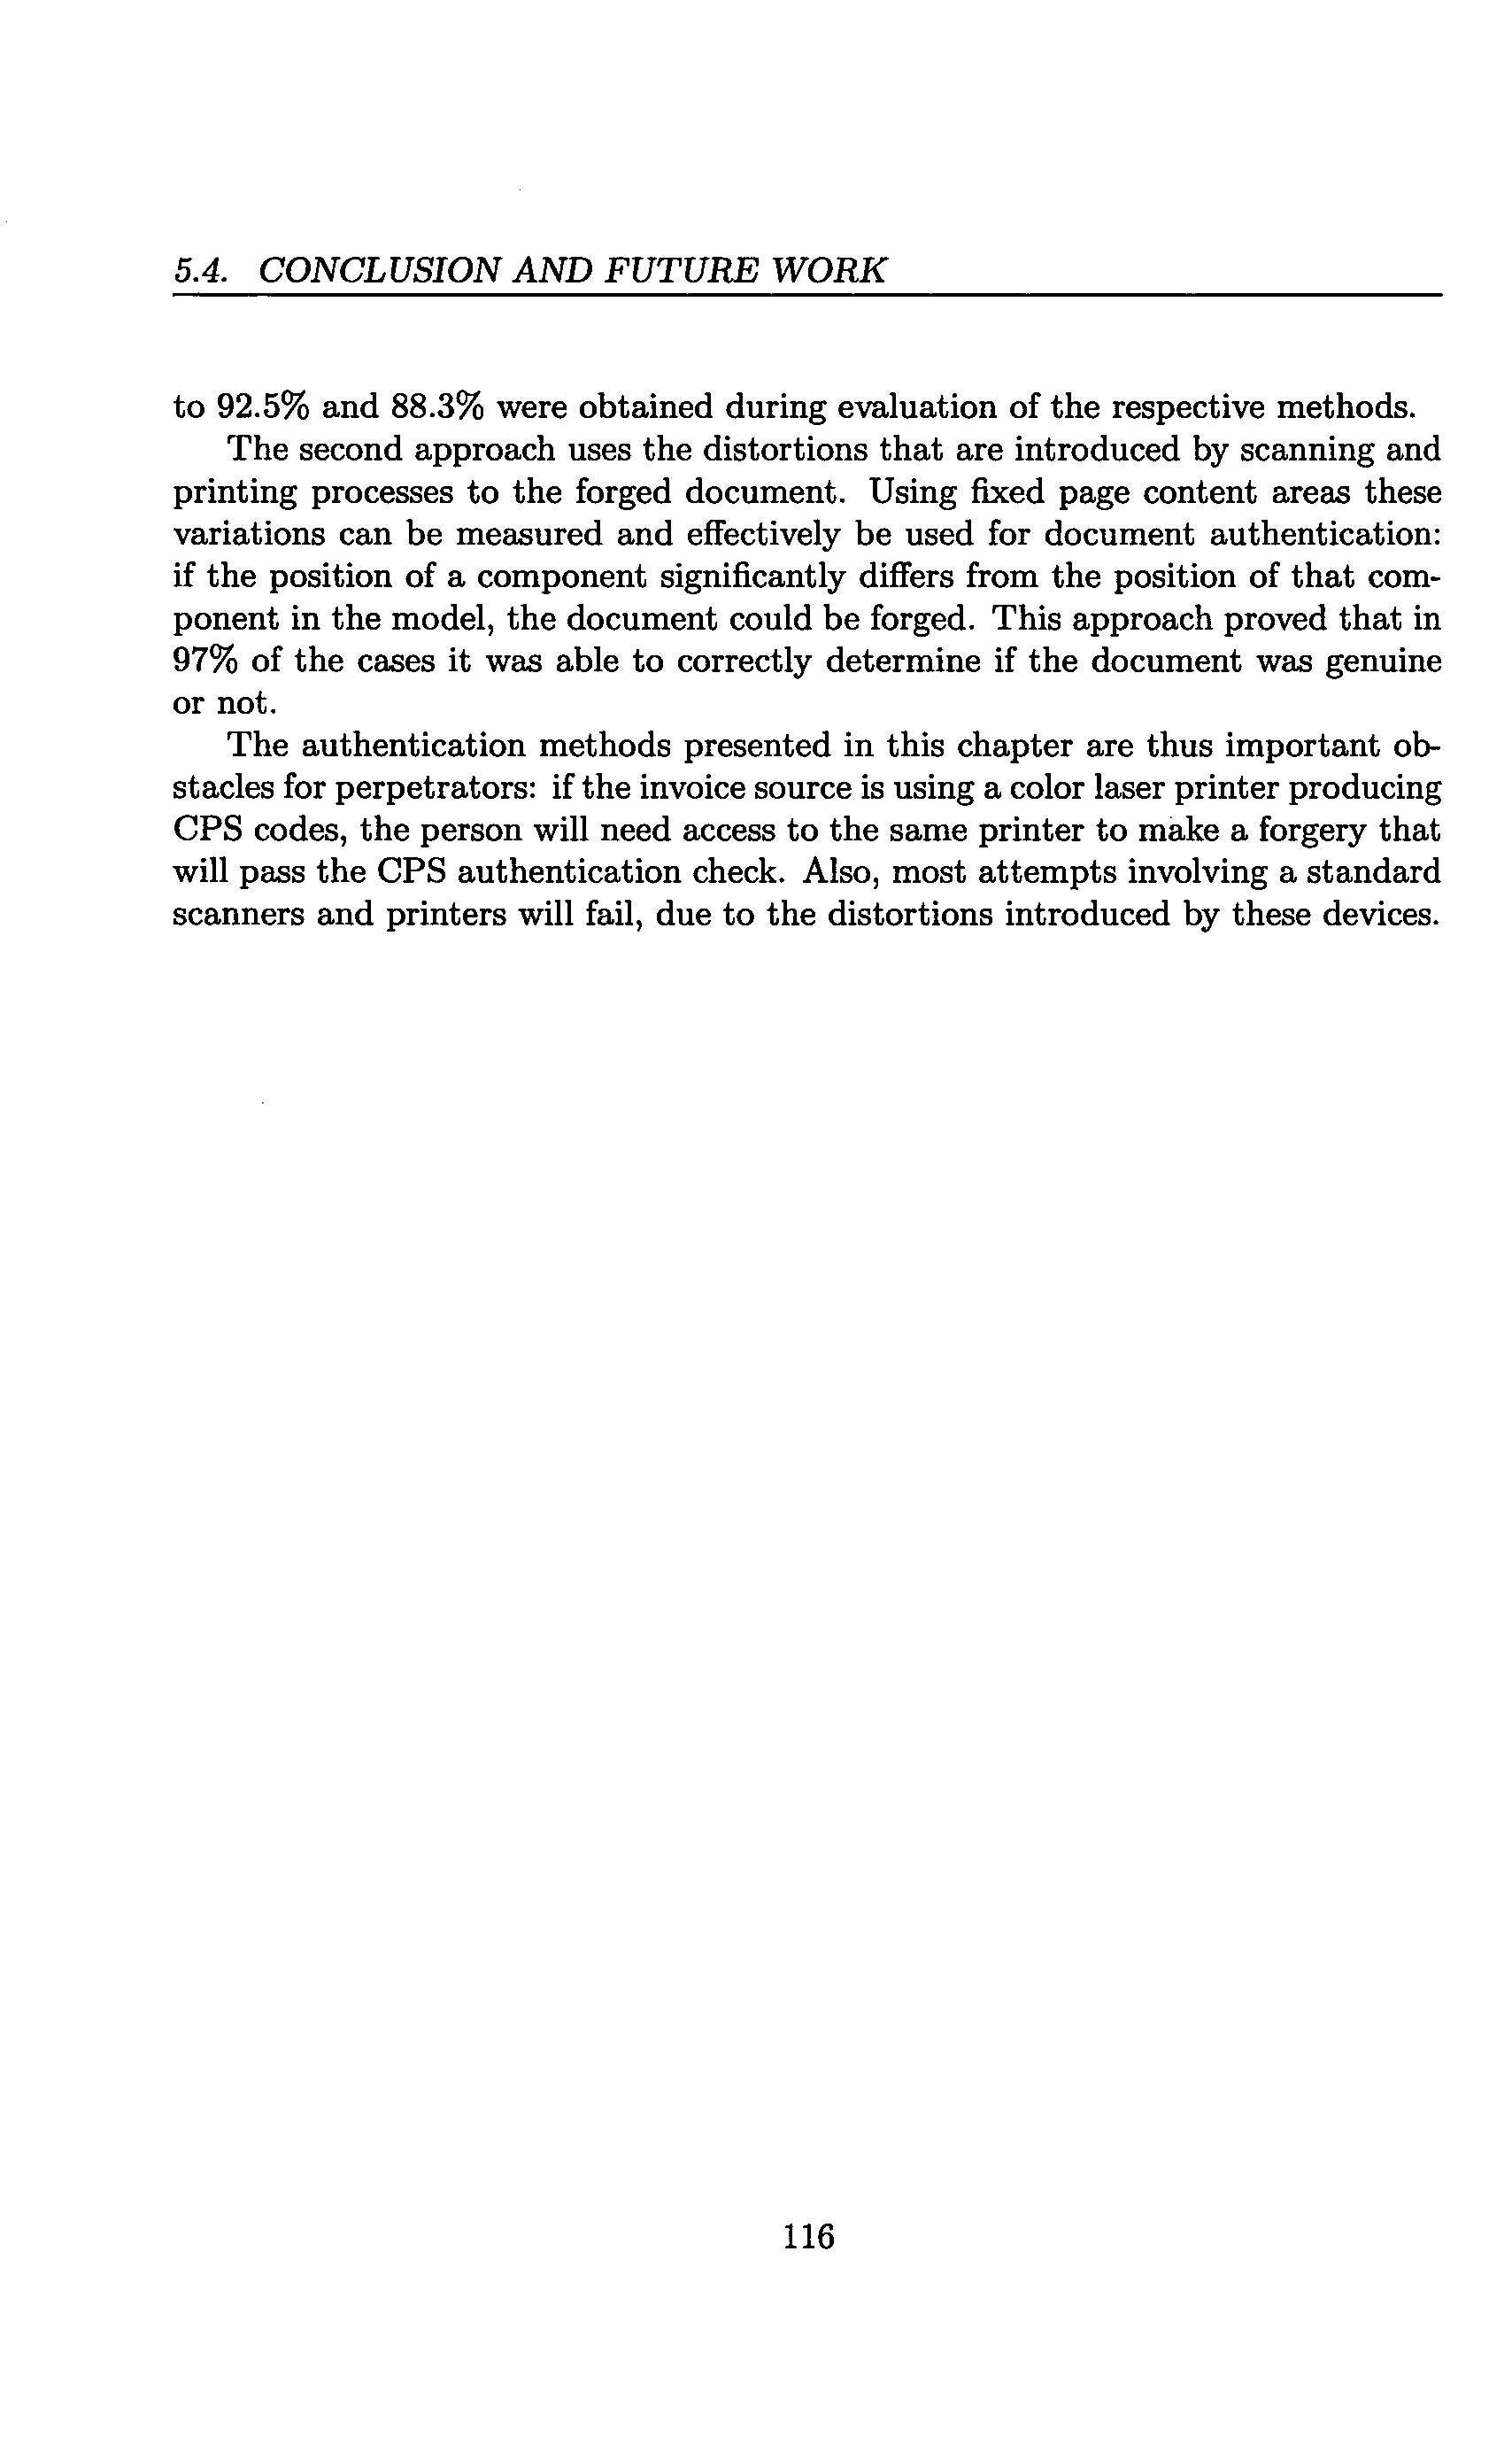 5.4. CONCLUSION AND FUTURE WORK
to 92.5% and 88.3% were obtained during evaluation of the respective methods.
The second approach uses the distortions that are introduced by scanning and
printing processes to the forged document. Using fixed page content areas these
variations can be measured and effectively be used for document authentication:
if the position of a component significantly differs from the position of that com-
ponent in the model, the document could be forged. This approach proved that in
97% of the cases it was able to correctly determine if the document was genuine
or not.
The authentication methods presented in this chapter are thus important ob-
stacles for perpetrators: if the invoice source is using a color laser printer producing
CPS codes, the person will need access to the same printer to make a forgery that
will pass the CPS authentication check. Also, most attempts involving a standard
scanners and printers will fail, due to the distortions introduced by these devices.
116